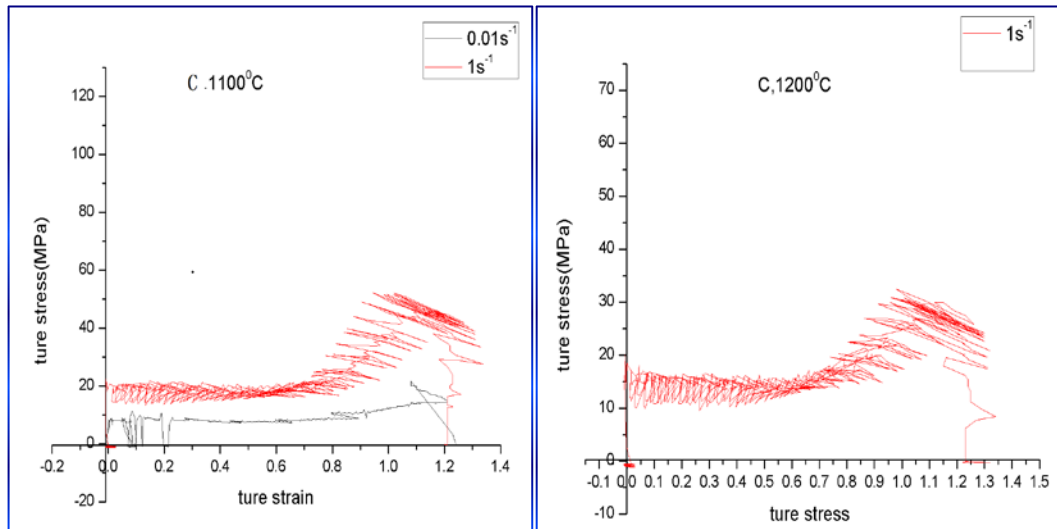 0.01s⁻¹
1s⁻¹
C .1100⁰C
120
100
80
60
40
20
0
-20
-0.2 0.0 0.2 0.4 0.6 0.8 1.0 1.2 1.4
ture stress(MPa)
ture strain
1s⁻¹
C,1200⁰C
70
60
50
40
30
20
10
0
-10
-0.1 0.0 0.1 0.2 0.3 0.4 0.5 0.6 0.7 0.8 0.9 1.0 1.1 1.2 1.3 1.4 1.5
ture stress(MPa)
ture stress